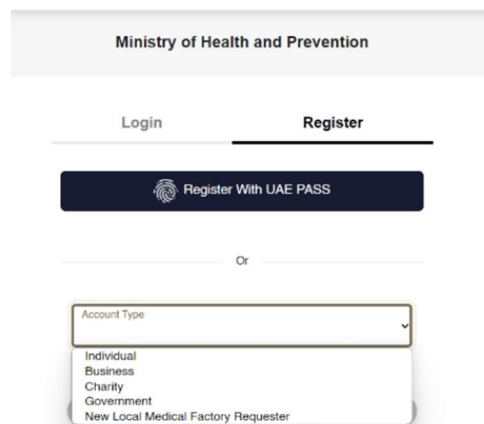 Ministry of Health and Prevention
Login
Register
Register With UAE PASS
Or
Account Type
Individual
Business
Charity
Government
New Local Medical Factory Requester